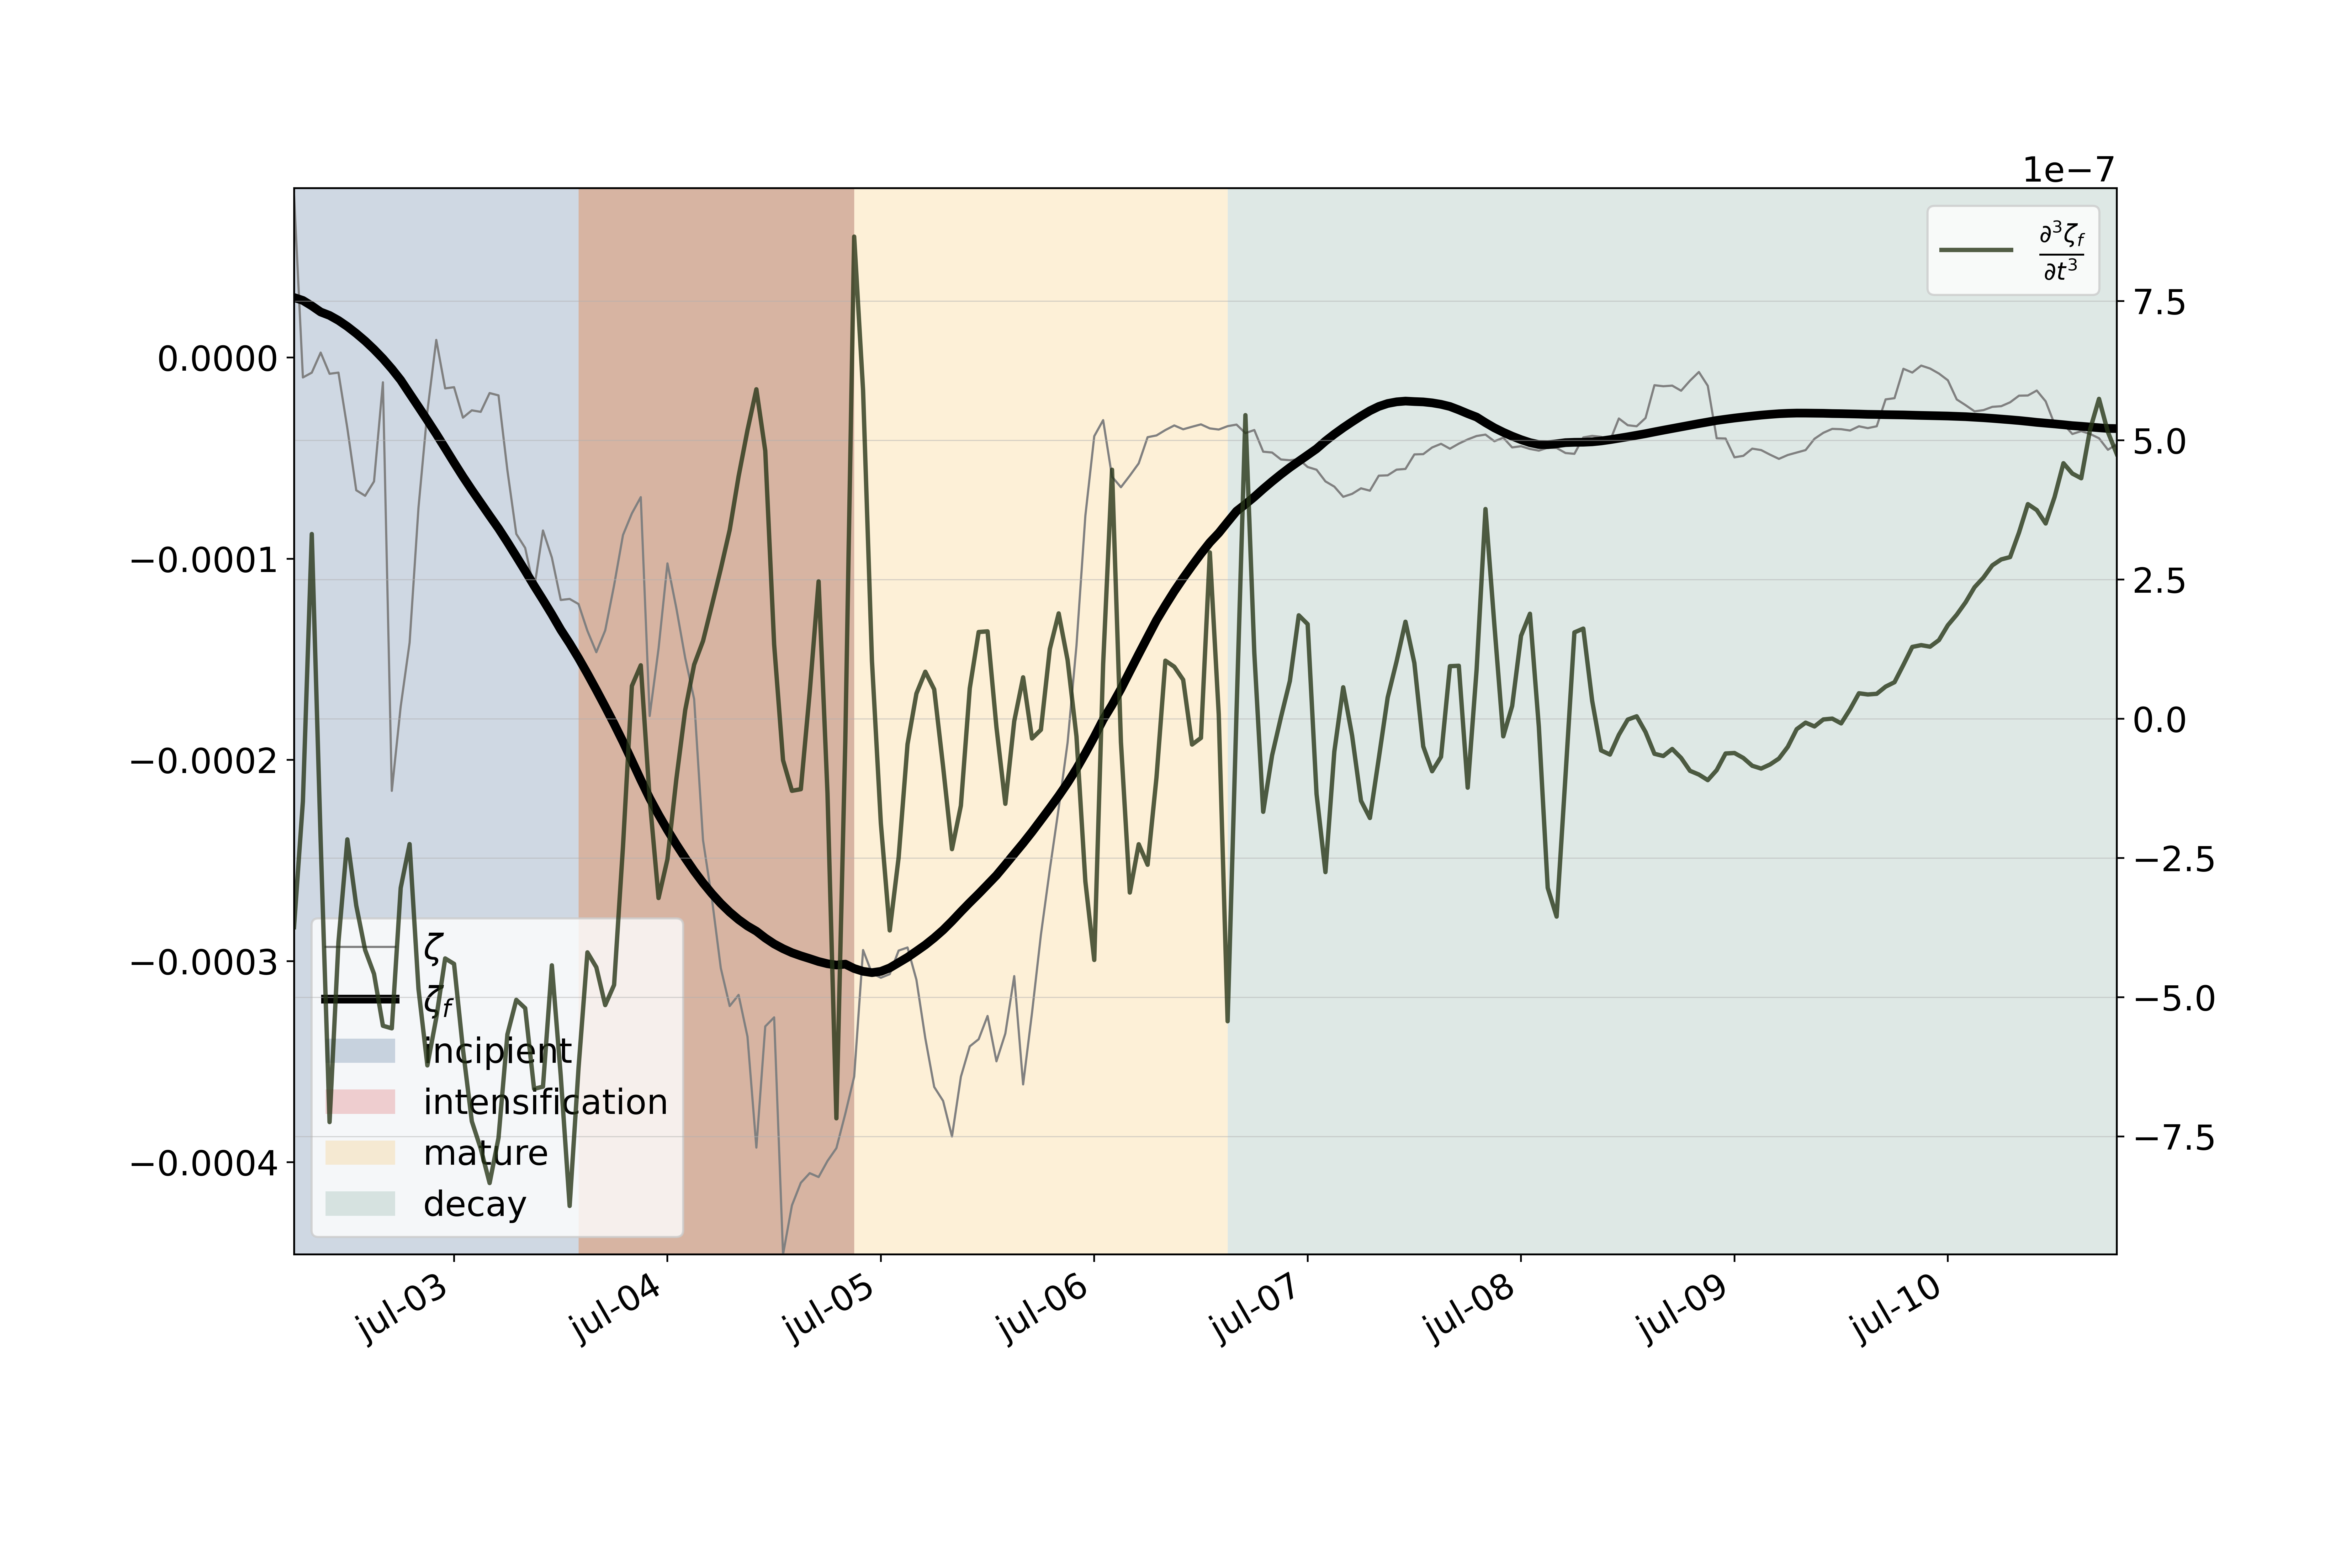 1e−7
∂³ζ_f
∂t³
0.0000
−0.0001
−0.0002
−0.0003
−0.0004
7.5
5.0
2.5
0.0
−2.5
−5.0
−7.5
ζ
ζ_f
incipient
intensification
mature
decay
jul-03
jul-04
jul-05
jul-06
jul-07
jul-08
jul-09
jul-10